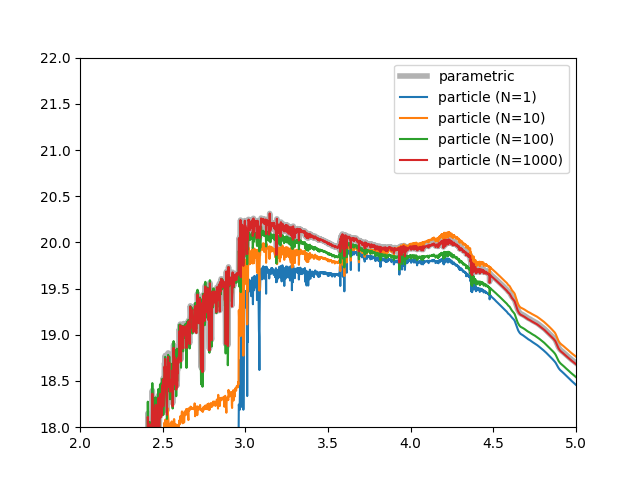 22.0
21.5
21.0
20.5
20.0
19.5
19.0
18.5
18.0
2.0 2.5 3.0 3.5 4.0 4.5 5.0
parametric
particle (N=1)
particle (N=10)
particle (N=100)
particle (N=1000)